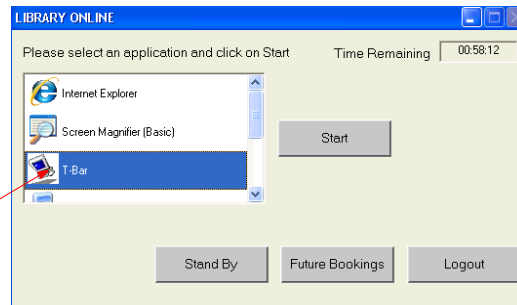 LIBRARY ONLINE
Please select an application and click on Start
Time Remaining 00:58:12
Internet Explorer
Screen Magnifier (Basic)
Start
T-Bar
Stand By
Future Bookings
Logout